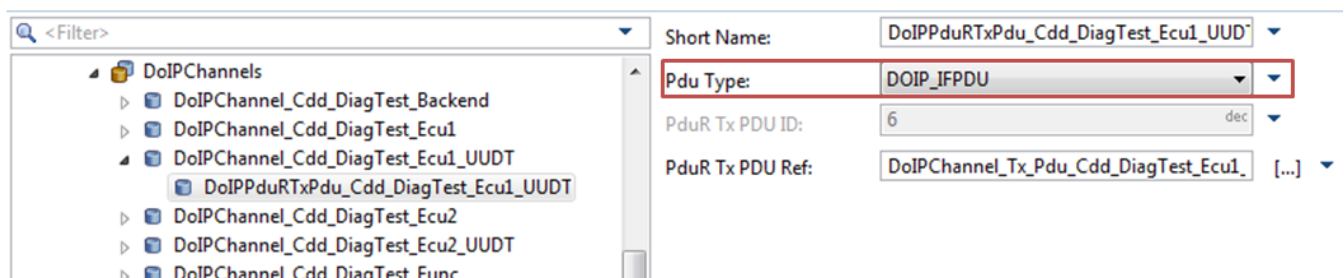 <Filter>
DoIPChannels
DoIPChannel_Cdd_DiagTest_Backend
DoIPChannel_Cdd_DiagTest_Ecu1
DoIPChannel_Cdd_DiagTest_Ecu1_UUDT
DoIPPduRTxPdu_Cdd_DiagTest_Ecu1_UUDT
DoIPChannel_Cdd_DiagTest_Ecu2
DoIPChannel_Cdd_DiagTest_Ecu2_UUDT
DoIPChannel_Cdd_DiagTest_Func
Short Name: DoIPPduRTxPdu_Cdd_DiagTest_Ecu1_UUD
Pdu Type: DOIP_IFPDU
PduR Tx PDU ID: 6 dec
PduR Tx PDU Ref: DoIPChannel_Tx_Pdu_Cdd_DiagTest_Ecu1_ [...]